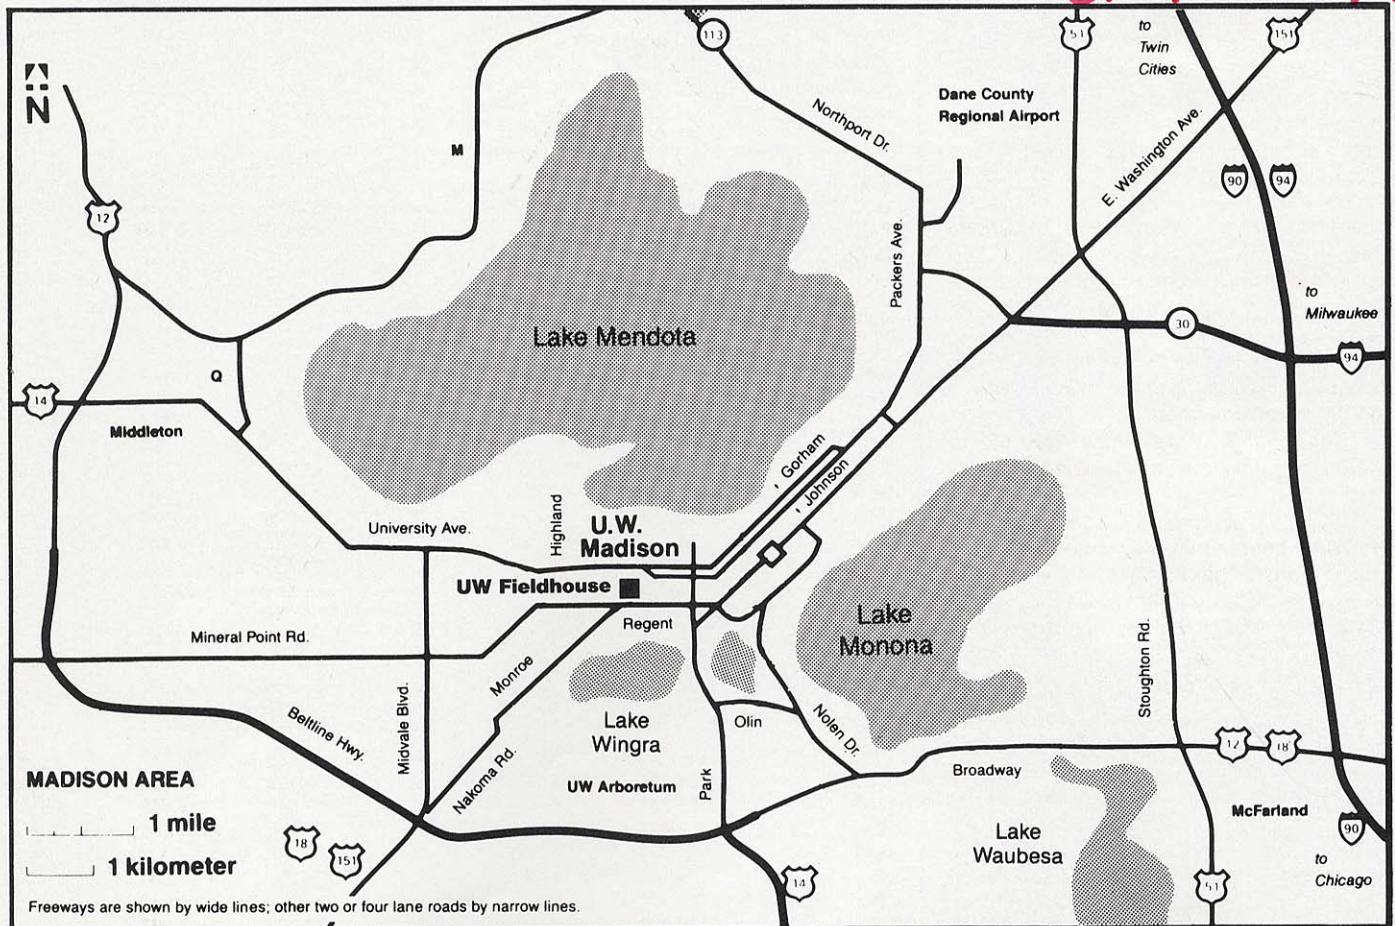 113
51
to
Twin
Cities
151
N
Dane County
Regional Airport
Northport Dr.
M
E. Washington Ave.
90
94
12
Packers Ave.
to
Milwaukee
Lake Mendota
30
94
Q
14
Middleton
Gorham
Johnson
University Ave.
Highland
U.W.
Madison
UW Fieldhouse
Lake
Monona
Regent
Mineral Point Rd.
Monroe
Stoughton Rd.
Midvale Blvd.
Lake
Wingra
Olin
Nolen Dr.
Beltline Hwy.
Nakoma Rd.
12
18
Broadway
MADISON AREA
UW Arboretum
Park
McFarland
1 mile
90
Lake
Waubesa
18
151
1 kilometer
to
Chicago
14
51
Freeways are shown by wide lines; other two or four lane roads by narrow lines.